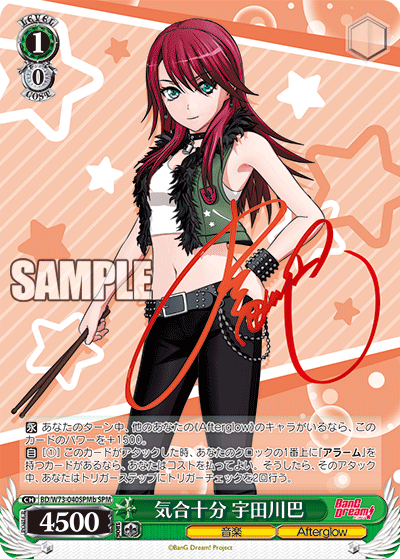 LEVEL
1
0
COST
SAMPLE
永 あなたのターン中、他のあなたの《Afterglow》のキャラがいるなら、このカードのパワーを＋1500。
自 〔①〕 このカードがアタックした時、あなたのクロックの1番上に「アラーム」を持つカードがあるなら、あなたはコストを払ってよい。そうしたら、そのアタック中、あなたはトリガーステップにトリガーチェックを2回行う。
CH BD/W73-040SPMb SPM
4500
気合十分 宇田川巴
BanG Dream!
音楽
Afterglow
©BanG Dream! Project